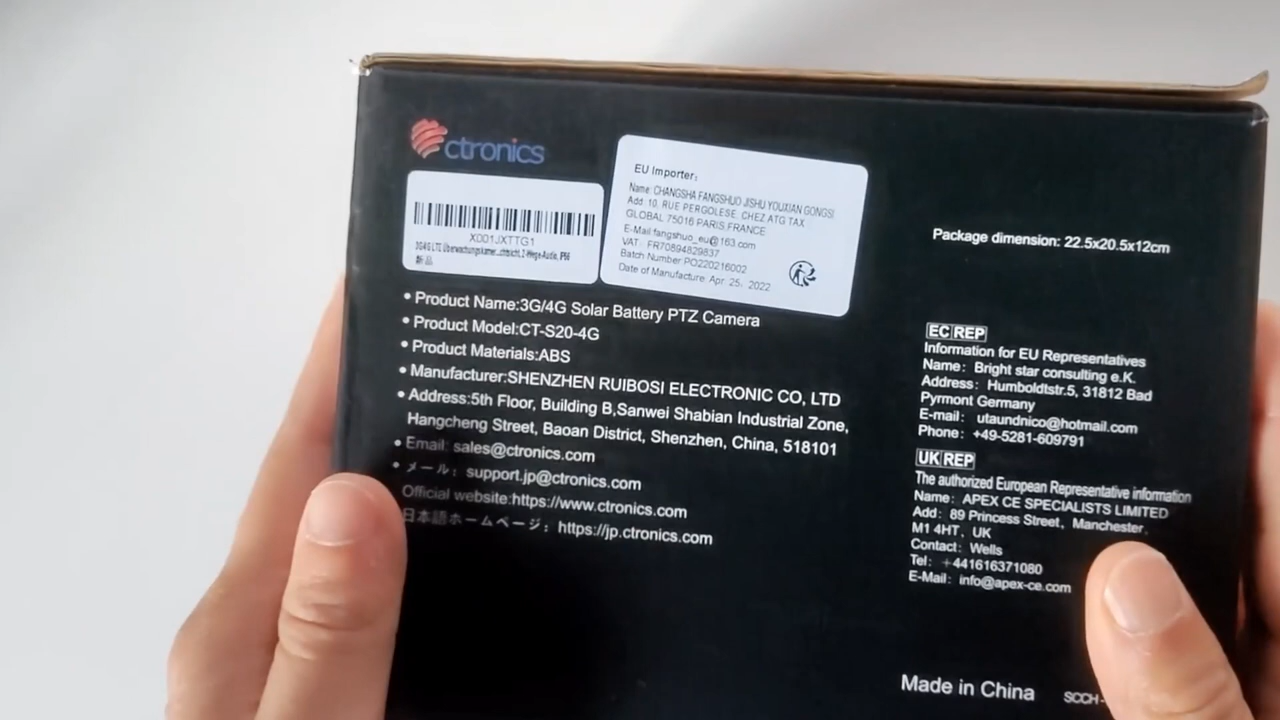 ctronics
X001JXTTG1
3G/4G LTE Überwachungskamer...chtsicht, 2-Wege-Audio, IP66
新品
EU Importer:
Name: CHANGSHA FANGSHUO JISHU YOUXIAN GONGSI
Add: 10. RUE PERGOLESE. CHEZ ATG TAX
GLOBAL 75016 PARIS,FRANCE
E-Mail:fangshuo_eu@163.com
VAT: FR70894829837
Batch Number:PO220216002
Date of Manufacture: Apr. 25, 2022
• Product Name:3G/4G Solar Battery PTZ Camera
• Product Model:CT-S20-4G
• Product Materials:ABS
• Manufacturer:SHENZHEN RUIBOSI ELECTRONIC CO, LTD
• Address:5th Floor, Building B,Sanwei Shabian Industrial Zone,
Hangcheng Street, Baoan District, Shenzhen, China, 518101
• Email: sales@ctronics.com
• メール: support.jp@ctronics.com
Official website:https://www.ctronics.com
日本語ホームページ: https://jp.ctronics.com
Package dimension: 22.5x20.5x12cm
EC REP
Information for EU Representatives
Name: Bright star consulting e.K.
Address: Humboldtstr.5, 31812 Bad
Pyrmont Germany
E-mail: utaundnico@hotmail.com
Phone: +49-5281-609791
UK REP
The authorized European Representative information
Name: APEX CE SPECIALISTS LIMITED
Add: 89 Princess Street, Manchester,
M1 4HT, UK
Contact: Wells
Tel: +441616371080
E-Mail: info@apex-ce.com
Made in China
SCCH-